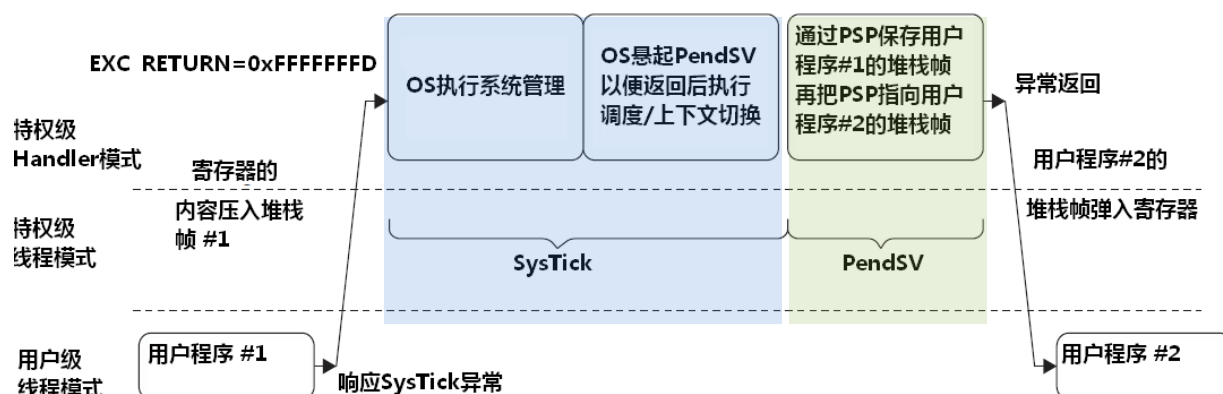 EXC RETURN=0xFFFFFFFD
OS执行系统管理
OS悬起PendSV
以便返回后执行
调度/上下文切换
通过PSP保存用户
程序#1的堆栈帧
再把PSP指向用户
程序#2的堆栈帧
异常返回
特权级
Handler模式
寄存器的
内容压入堆栈
帧 #1
用户程序#2的
堆栈帧弹入寄存器
特权级
线程模式
SysTick
PendSV
用户级
线程模式
用户程序 #1
响应SysTick异常
用户程序 #2